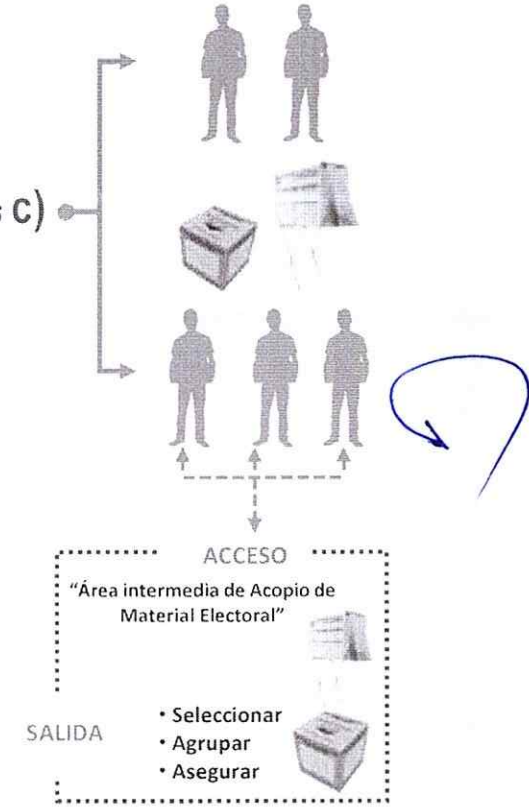 s c)
ACCESO
"Área intermedia de Acopio de
Material Electoral"
SALIDA
• Seleccionar
• Agrupar
• Asegurar